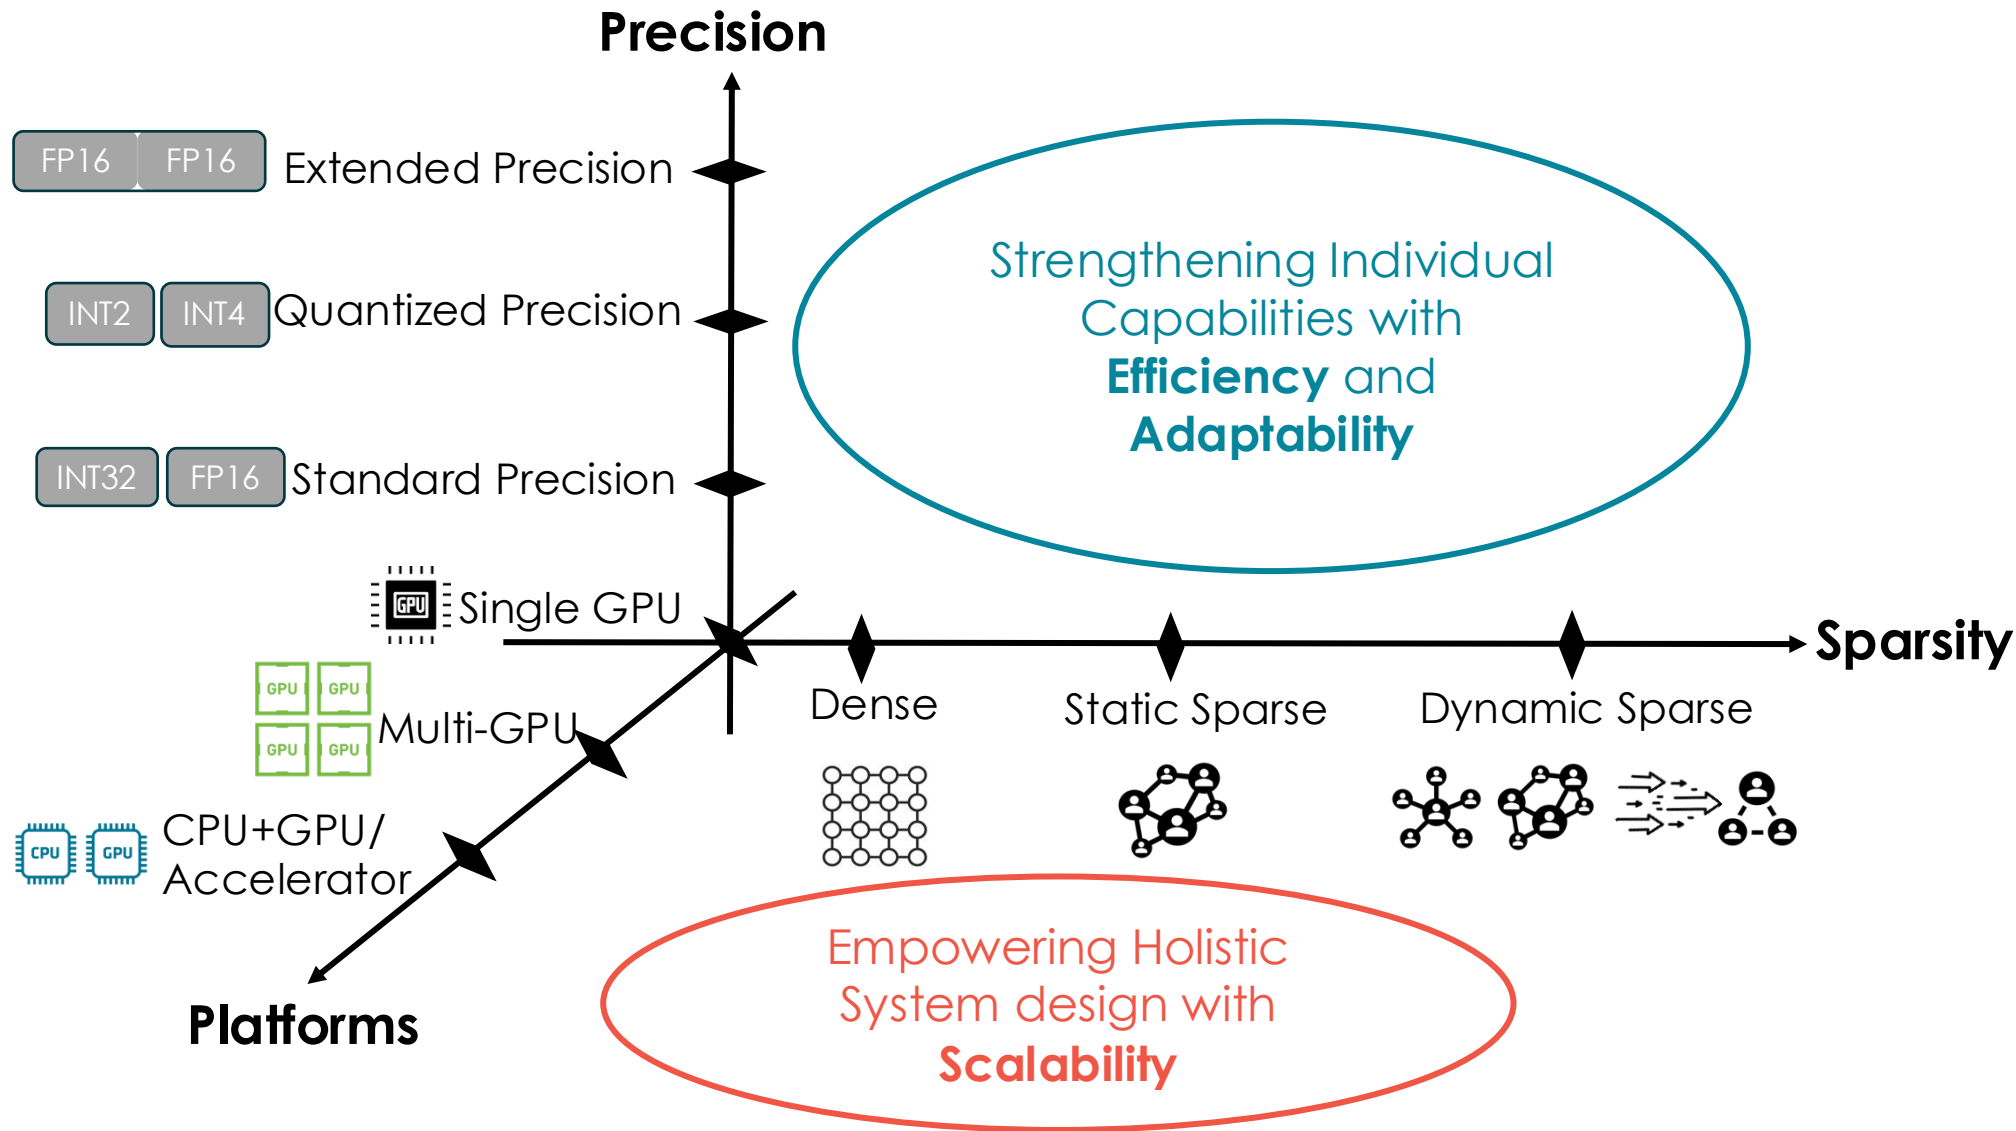 Precision
FP16 FP16 Extended Precision
INT2 INT4 Quantized Precision
INT32 FP16 Standard Precision
Strengthening Individual
Capabilities with
Efficiency and
Adaptability
GPU Single GPU
Sparsity
GPU GPU
GPU GPU
Multi-GPU
Dense
Static Sparse
Dynamic Sparse
CPU GPU
CPU+GPU/
Accelerator
Platforms
Empowering Holistic
System design with
Scalability